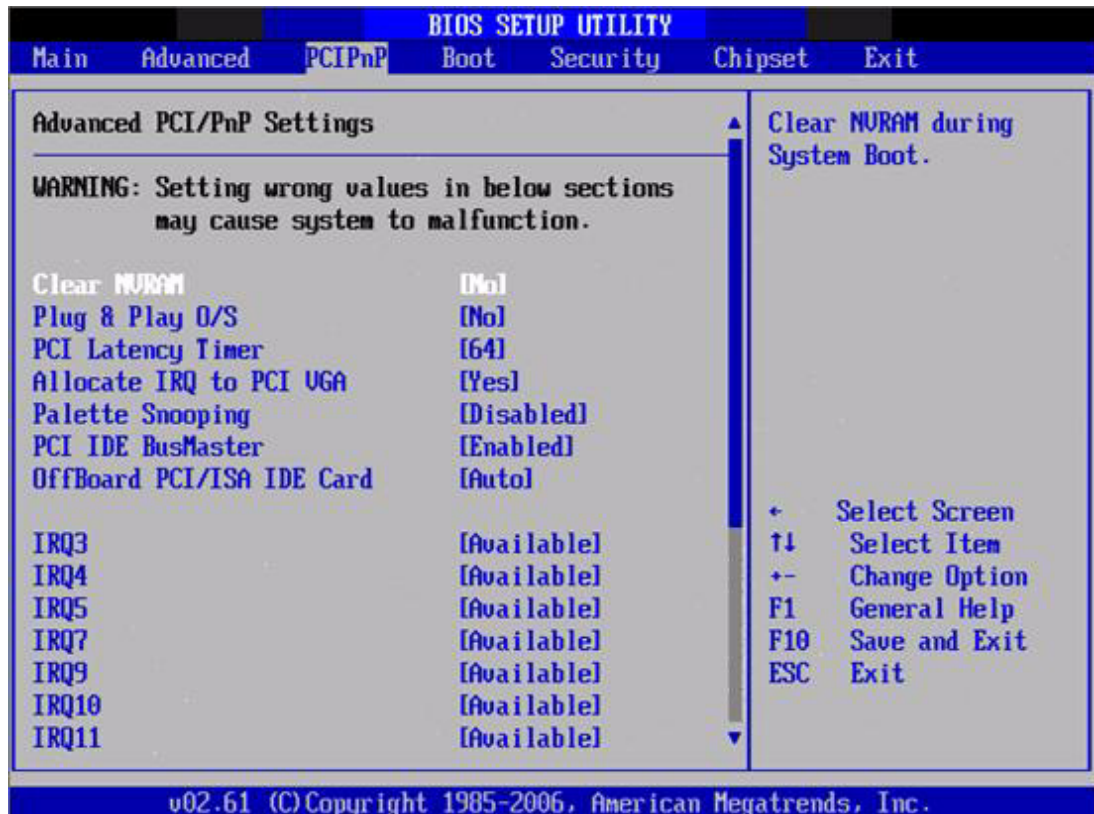 BIOS SETUP UTILITY
Main Advanced PCIPnP Boot Security Chipset Exit
Advanced PCI/PnP Settings
WARNING: Setting wrong values in below sections
may cause system to malfunction.
Clear NVRAM [No]
Plug & Play O/S [No]
PCI Latency Timer [64]
Allocate IRQ to PCI VGA [Yes]
Palette Snooping [Disabled]
PCI IDE BusMaster [Enabled]
OffBoard PCI/ISA IDE Card [Auto]
IRQ3 [Available]
IRQ4 [Available]
IRQ5 [Available]
IRQ7 [Available]
IRQ9 [Available]
IRQ10 [Available]
IRQ11 [Available]
Clear NVRAM during
System Boot.
← Select Screen
↑↓ Select Item
+- Change Option
F1 General Help
F10 Save and Exit
ESC Exit
v02.61 (C)Copyright 1985-2006, American Megatrends, Inc.